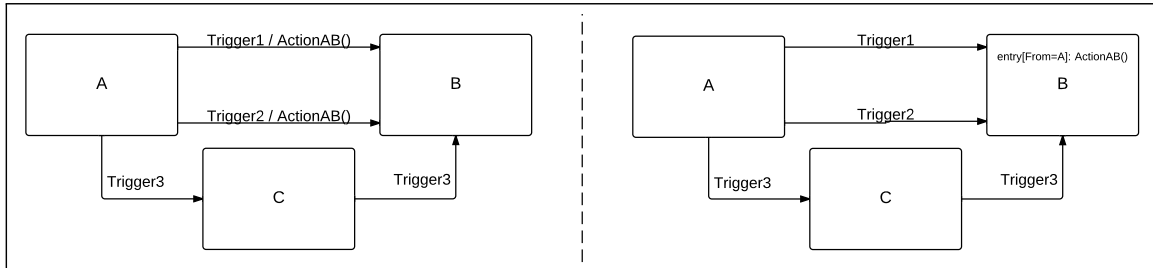 Trigger1 / ActionAB()
A
B
Trigger2 / ActionAB()
Trigger3
C
Trigger3
Trigger1
entry[From=A]: ActionAB()
A
B
Trigger2
Trigger3
C
Trigger3